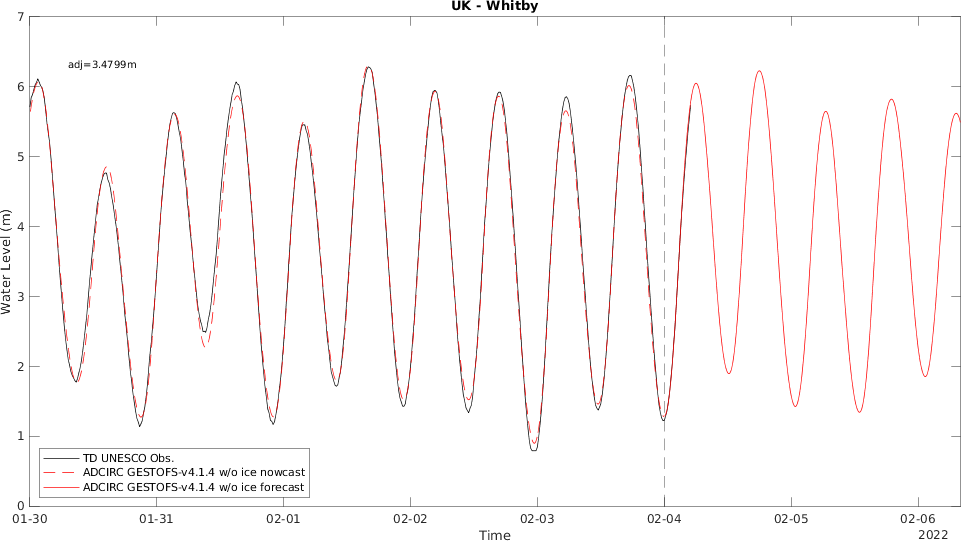 UK - Whitby
adj=3.4799m
Water Level (m)
7
6
5
4
3
2
1
0
TD UNESCO Obs.
ADCIRC GESTOFS-v4.1.4 w/o ice nowcast
ADCIRC GESTOFS-v4.1.4 w/o ice forecast
01-30 01-31 02-01 02-02 02-03 02-04 02-05 02-06
Time
2022